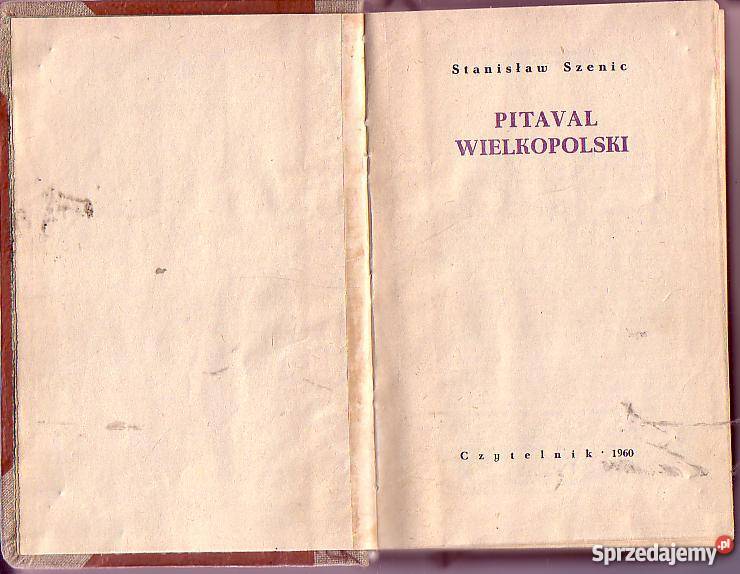 Stanisław Szenic
PITAVAL
WIELKOPOLSKI
Czytelnik · 1960
Sprzedajemy.pl